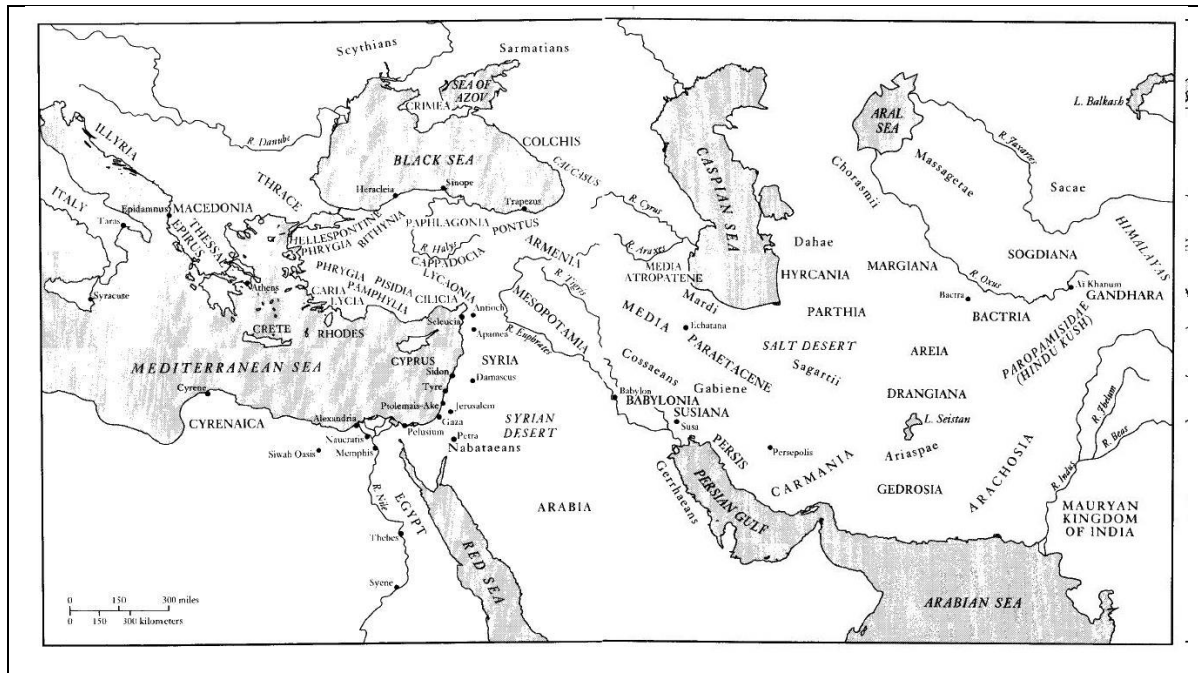 Scythians
Sarmatians
SEA OF
AZOV
CRIMEA
ARAL
SEA
L. Balkash
ILLYRIA
R. Danube
BLACK SEA
COLCHIS
CAUCASUS
CASPIAN SEA
Chorasmii
Massagetae
R. Jaxartes
Sacae
ITALY
Taras
Epidamnus
MACEDONIA
THRACE
Heracleia
Sinope
Trapezus
R. Cyrus
HIMALAYAS
THESSALY
EPIRUS
HELLESPONTINE
PHRYGIA
BITHYNIA
PAPHLAGONIA
PONTUS
R. Halys
CAPPADOCIA
ARMENIA
R. Araxes
MEDIA
ATROPATENE
Dahae
HYRCANIA
MARGIANA
SOGDIANA
R. Oxus
Syracuse
Athens
PHRYGIA
PISIDIA
LYCAONIA
CARIA
LYCIA
PAMPHYLIA
CILICIA
R. Tigris
MESOPOTAMIA
Mardi
PARTHIA
Bactra
BACTRIA
Ai Khanum
GANDHARA
CRETE
RHODES
Antioch
Seleucia
Apamea
R. Euphrates
MEDIA
Ecbatana
PARAETACENE
SALT DESERT
Sagartii
AREIA
PAROPAMISIDAE
(HINDU KUSH)
MEDITERRANEAN SEA
CYPRUS
SYRIA
Sidon
Damascus
Tyre
Cossaeans
Gabiene
DRANGIANA
Cyrene
CYRENAICA
Ptolemais-Ake
Jerusalem
Gaza
SYRIAN
DESERT
Babylon
BABYLONIA
SUSIANA
Susa
L. Seistan
R. Jhelum
R. Beas
Alexandria
Naucratis
Pelusium
Petra
Nabataeans
Siwah Oasis
Memphis
PERSIS
Persepolis
Ariaspae
R. Nile
EGYPT
ARABIA
Gerrhaeans
PERSIAN GULF
CARMANIA
GEDROSIA
ARACHOSIA
R. Indus
MAURYAN
KINGDOM
OF INDIA
Thebes
RED SEA
Syene
ARABIAN SEA
0 150 300 miles
0 150 300 kilometers